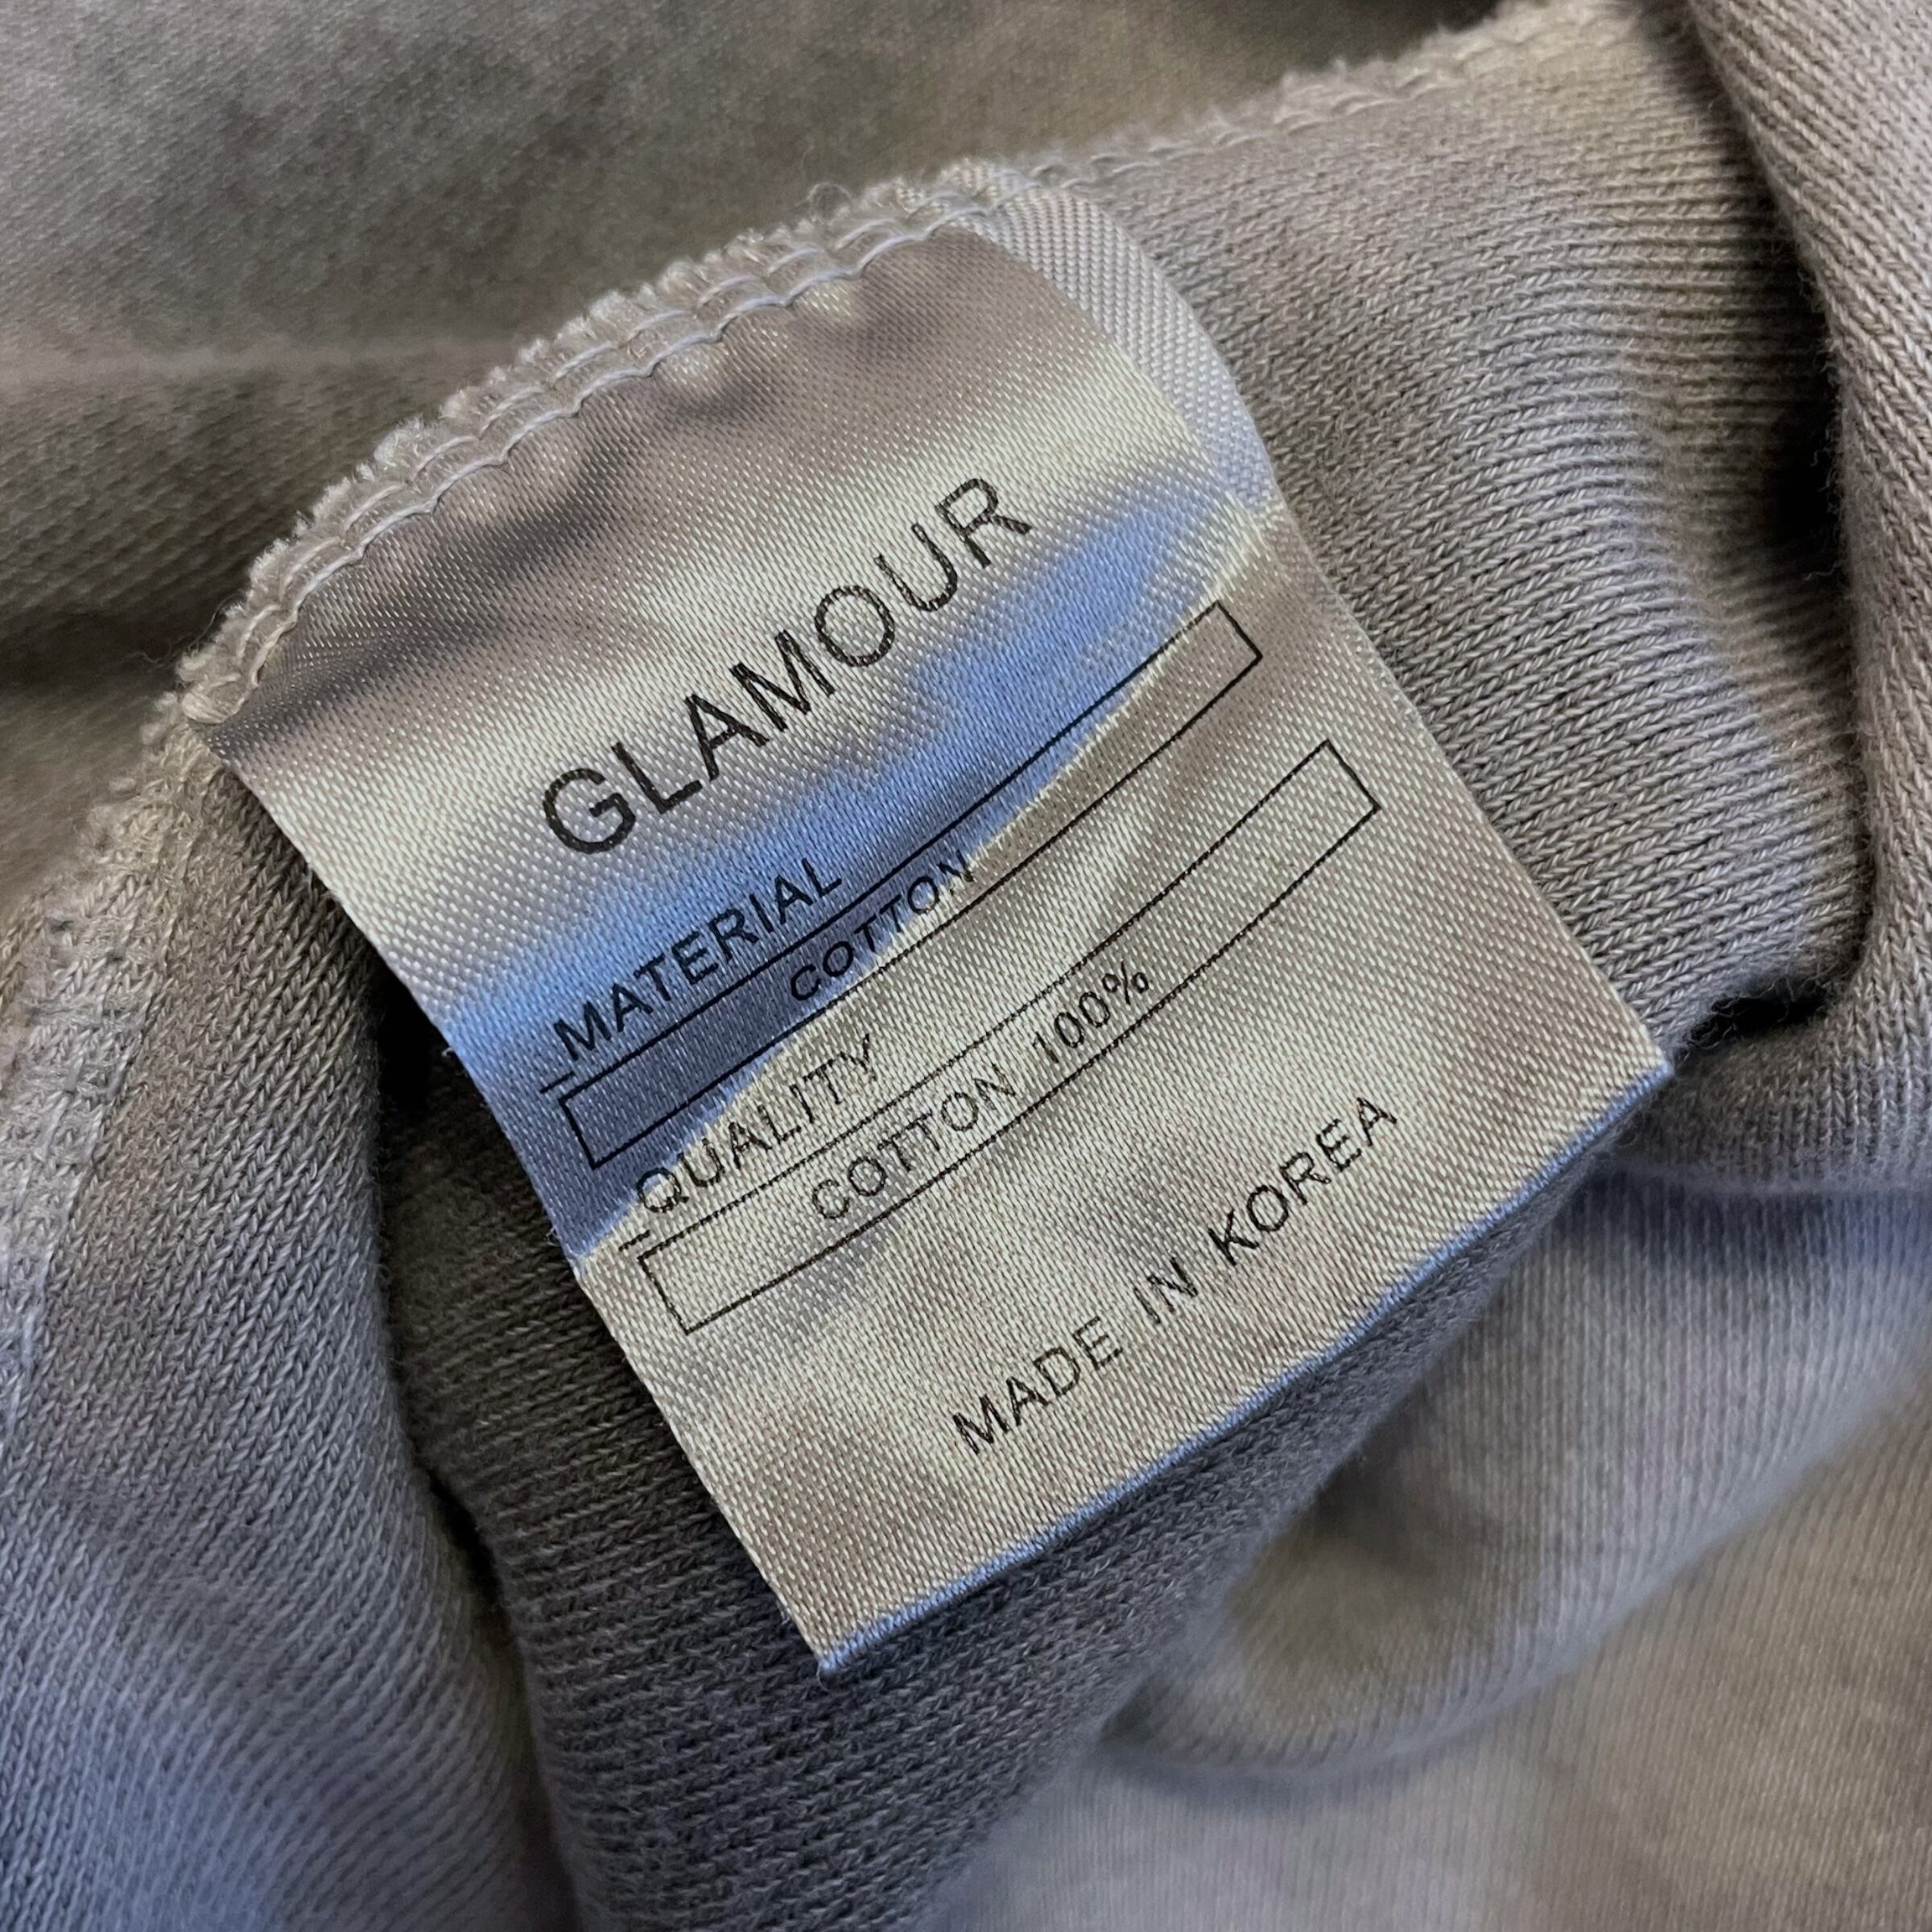 GLAMOUR
MATERIAL
COTTON
QUALITY
COTTON 100%
MADE IN KOREA